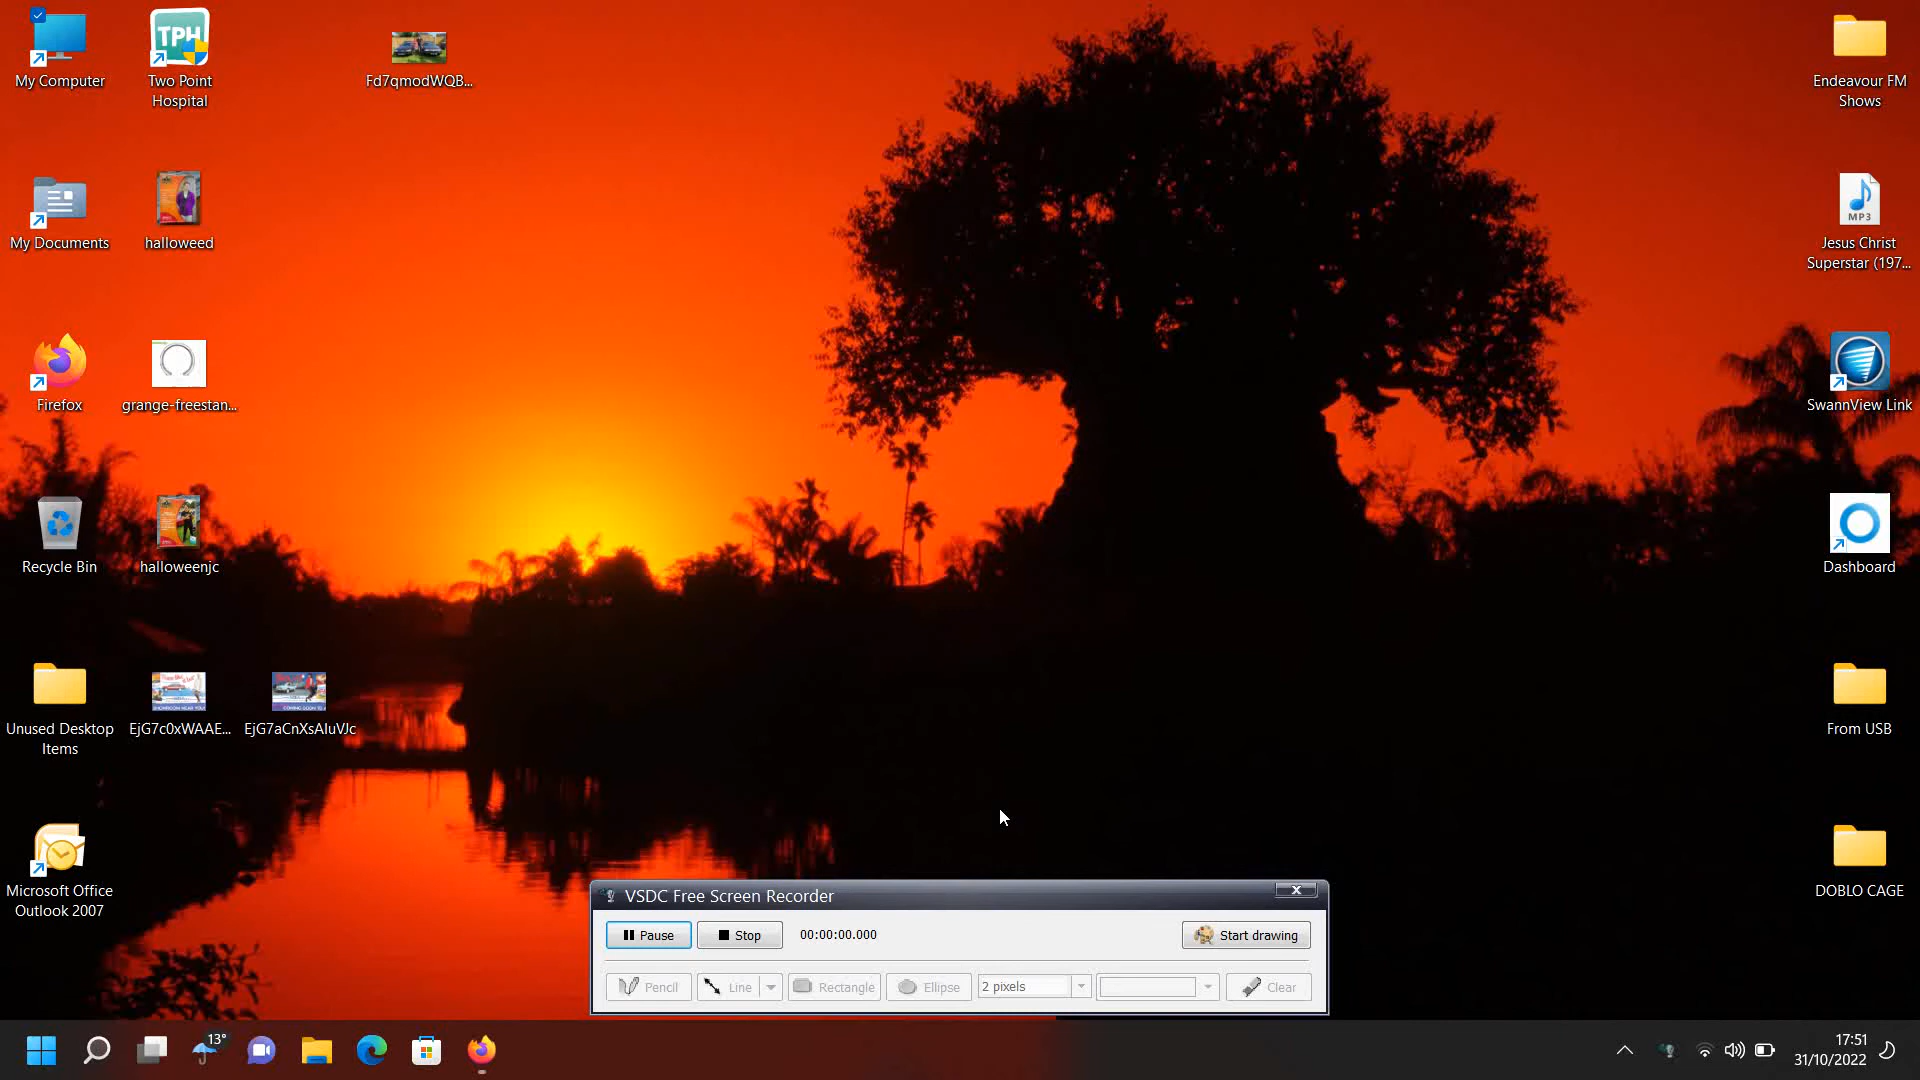 My Computer
TPH
Two Point
Hospital
Fd7qmodWQB...
Endeavour FM
Shows
My Documents
halloweed
MP3
Jesus Christ
Superstar (197...
Firefox
grange-freestan...
SwannView Link
Recycle Bin
halloweenjc
Dashboard
Unused Desktop
Items
EjG7c0xWAAE...
EjG7aCnXsAIuVJc
From USB
Microsoft Office
Outlook 2007
DOBLO CAGE
VSDC Free Screen Recorder
Pause
Stop
00:00:00.000
Start drawing
Pencil
Line
Rectangle
Ellipse
2 pixels
Clear
13°
17:51
31/10/2022